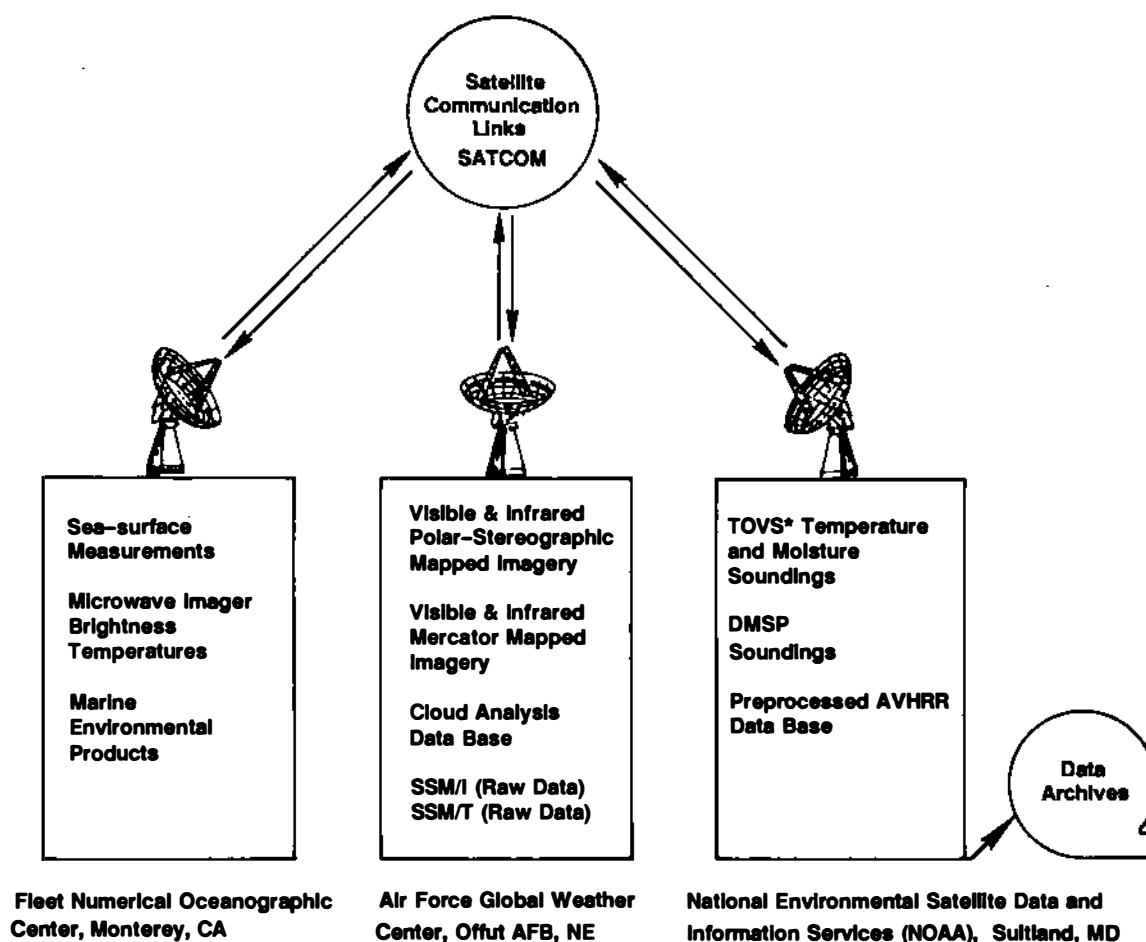 Satellite
Communication
Links
SATCOM
Sea-surface
Measurements
Microwave Imager
Brightness
Temperatures
Marine
Environmental
Products
Visible & Infrared
Polar-Stereographic
Mapped Imagery
Visible & Infrared
Mercator Mapped
Imagery
Cloud Analysis
Data Base
SSM/I (Raw Data)
SSM/T (Raw Data)
TOVS* Temperature
and Moisture
Soundings
DMSP
Soundings
Preprocessed AVHRR
Data Base
Data
Archives
Fleet Numerical Oceanographic
Center, Monterey, CA
Air Force Global Weather
Center, Offut AFB, NE
National Environmental Satellite Data and
Information Services (NOAA), Suitland, MD